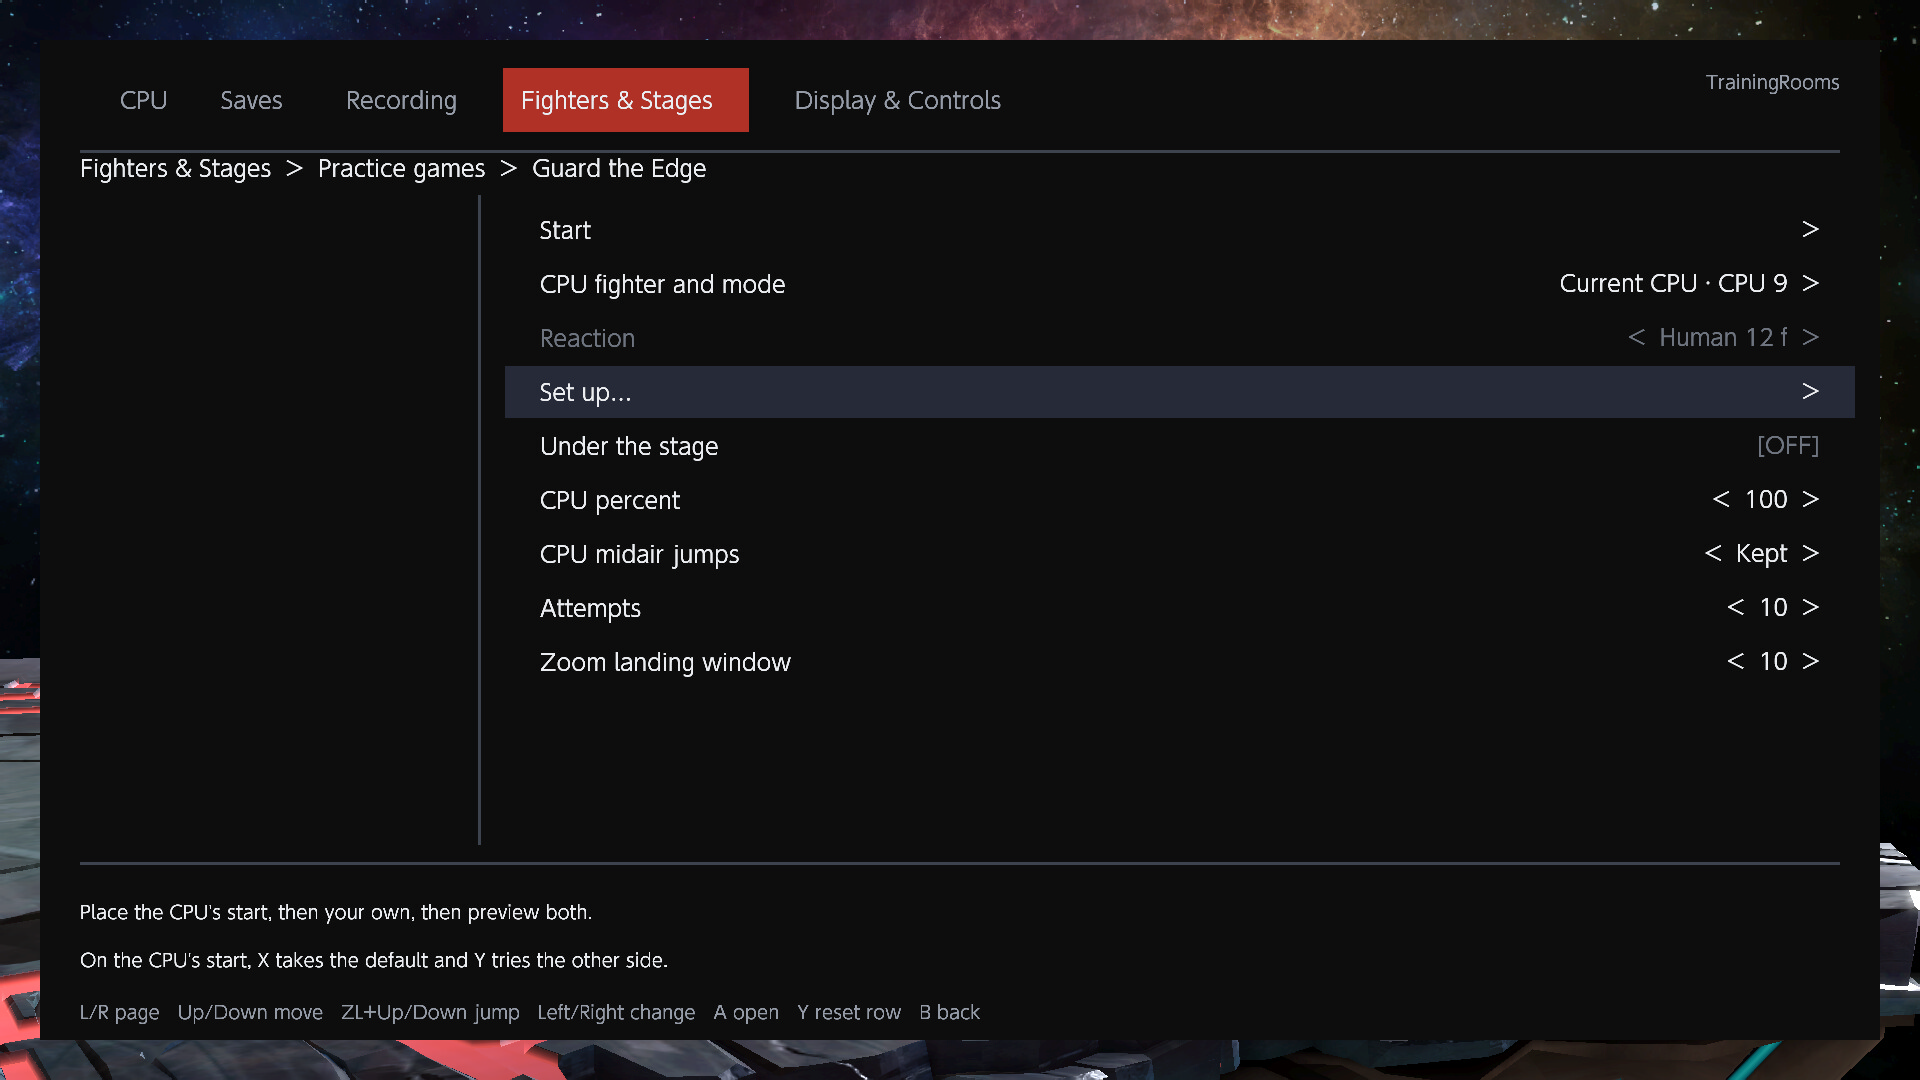 CPU Saves Recording Fighters & Stages Display & Controls TrainingRooms
Fighters & Stages > Practice games > Guard the Edge
Start >
CPU fighter and mode Current CPU · CPU 9 >
Reaction < Human 12 f >
Set up... >
Under the stage [OFF]
CPU percent < 100 >
CPU midair jumps < Kept >
Attempts < 10 >
Zoom landing window < 10 >
Place the CPU's start, then your own, then preview both.
On the CPU's start, X takes the default and Y tries the other side.
L/R page Up/Down move ZL+Up/Down jump Left/Right change A open Y reset row B back